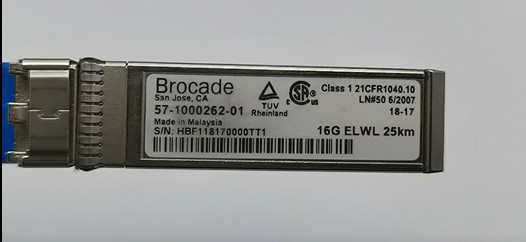 Brocade
San Jose, CA
57-1000262-01
Made in Malaysia
S/N: HBF118170000TT1
TUV
Rheinland
SA
Class 1 21CFR1040.10
LN#50 6/2007
18-17
16G ELWL 25km